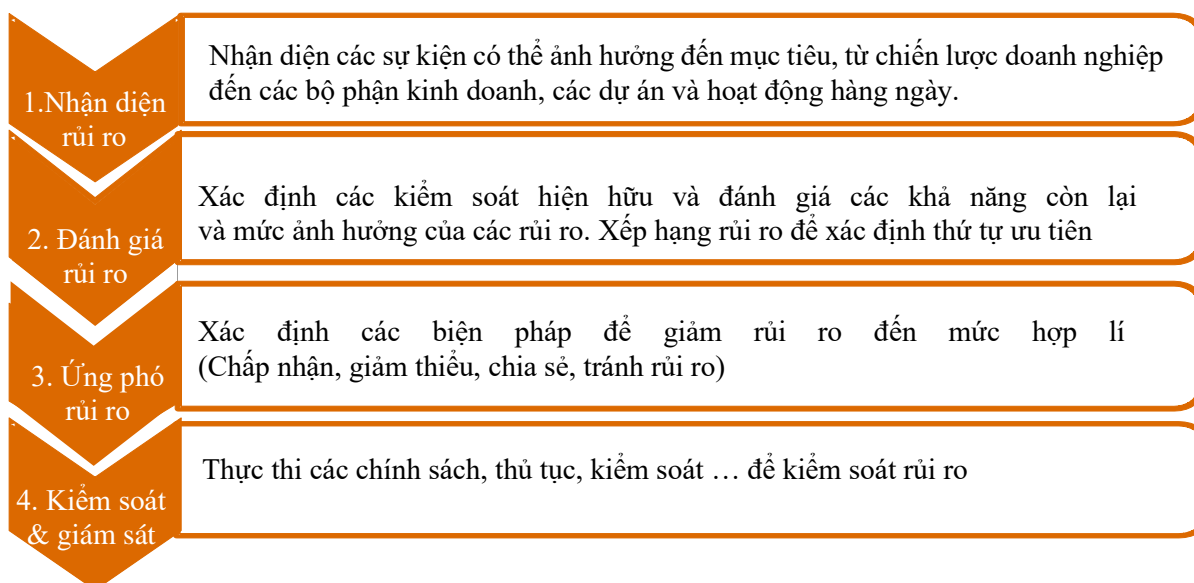 1.Nhận diện
rủi ro
Nhận diện các sự kiện có thể ảnh hưởng đến mục tiêu, từ chiến lược doanh nghiệp
đến các bộ phận kinh doanh, các dự án và hoạt động hàng ngày.
2. Đánh giá
rủi ro
Xác định các kiểm soát hiện hữu và đánh giá các khả năng còn lại
và mức ảnh hưởng của các rủi ro. Xếp hạng rủi ro để xác định thứ tự ưu tiên
3. Ứng phó
rủi ro
Xác định các biện pháp để giảm rủi ro đến mức hợp lí
(Chấp nhận, giảm thiểu, chia sẻ, tránh rủi ro)
4. Kiểm soát
& giám sát
Thực thi các chính sách, thủ tục, kiểm soát … để kiểm soát rủi ro